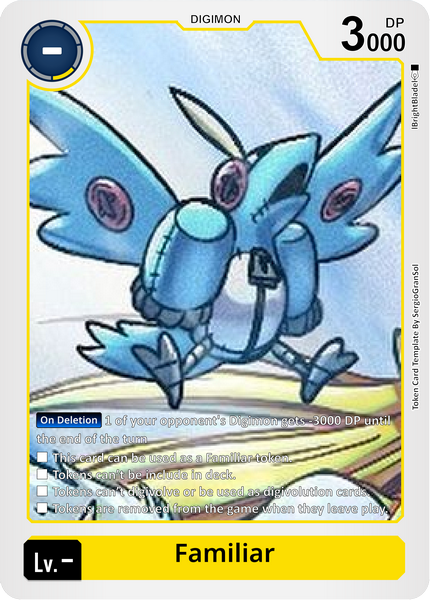 DIGIMON
DP
3000
On Deletion 1 of your opponent's Digimon gets -3000 DP until
the end of the turn
This card can be used as a Familiar token.
Tokens can't be include in deck.
Tokens can't digivolve or be used as digivolution cards.
Tokens are removed from the game when they leave play.
Lv.-
Familiar
Token Card Template By SergioGranSol